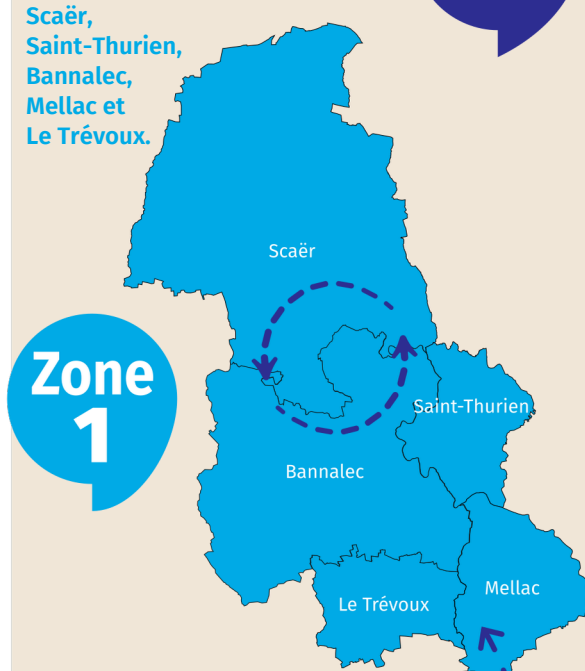 Scaër,
Saint-Thurien,
Bannalec,
Mellac et
Le Trévoux.
Scaër
Zone
1
Saint-Thurien
Bannalec
Mellac
Le Trévoux